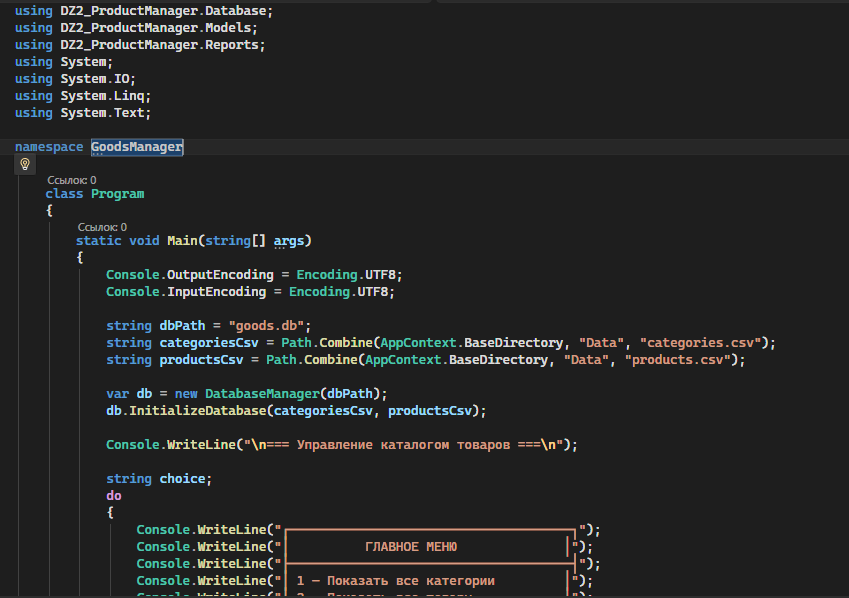 using DZ2_ProductManager.Database;
using DZ2_ProductManager.Models;
using DZ2_ProductManager.Reports;
using System;
using System.IO;
using System.Linq;
using System.Text;
namespace GoodsManager
Ссылок: 0
class Program
{
Ссылок: 0
static void Main(string[] args)
{
Console.OutputEncoding = Encoding.UTF8;
Console.InputEncoding = Encoding.UTF8;
string dbPath = "goods.db";
string categoriesCsv = Path.Combine(AppContext.BaseDirectory, "Data", "categories.csv");
string productsCsv = Path.Combine(AppContext.BaseDirectory, "Data", "products.csv");
var db = new DatabaseManager(dbPath);
db.InitializeDatabase(categoriesCsv, productsCsv);
Console.WriteLine("\n=== Управление каталогом товаров ===\n");
string choice;
do
{
Console.WriteLine("╔══════════════════════════════════════╗");
Console.WriteLine("║ ГЛАВНОЕ МЕНЮ ║");
Console.WriteLine("╠══════════════════════════════════════╣");
Console.WriteLine("║ 1 — Показать все категории ║");
Console.WriteLine("║ 2 — Показать все товары ║");